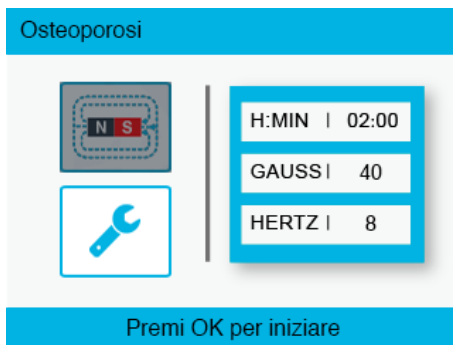 Osteoporosi
N S
H:MIN | 02:00
GAUSS | 40
HERTZ | 8
Premi OK per iniziare